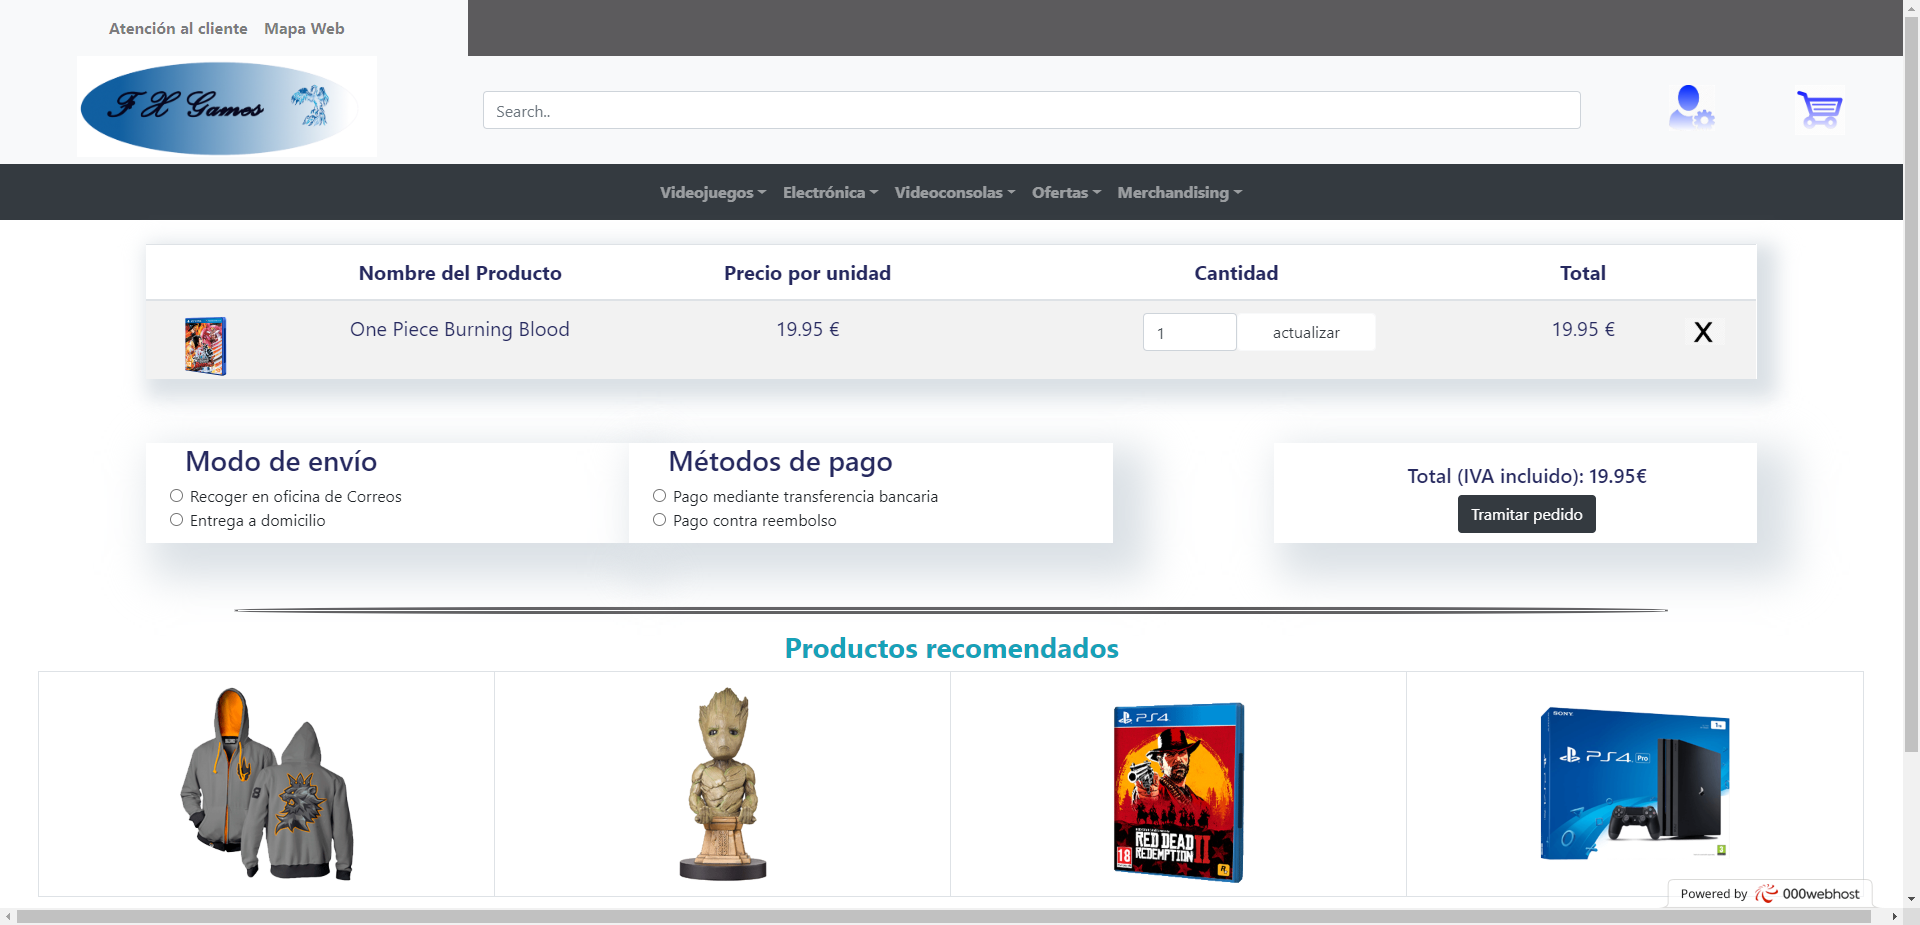 Atención al cliente Mapa Web
F X Games
Search..
Videojuegos Electrónica Videoconsolas Ofertas Merchandising
Nombre del Producto Precio por unidad Cantidad Total
One Piece Burning Blood 19.95 € 1 actualizar 19.95 € X
Modo de envío
Recoger en oficina de Correos
Entrega a domicilio
Métodos de pago
Pago mediante transferencia bancaria
Pago contra reembolso
Total (IVA incluido): 19.95€
Tramitar pedido
Productos recomendados
PS4
RED DEAD
REDEMPTION II
18
R
SONY
1TB
PS4 Pro
3
Powered by 000webhost